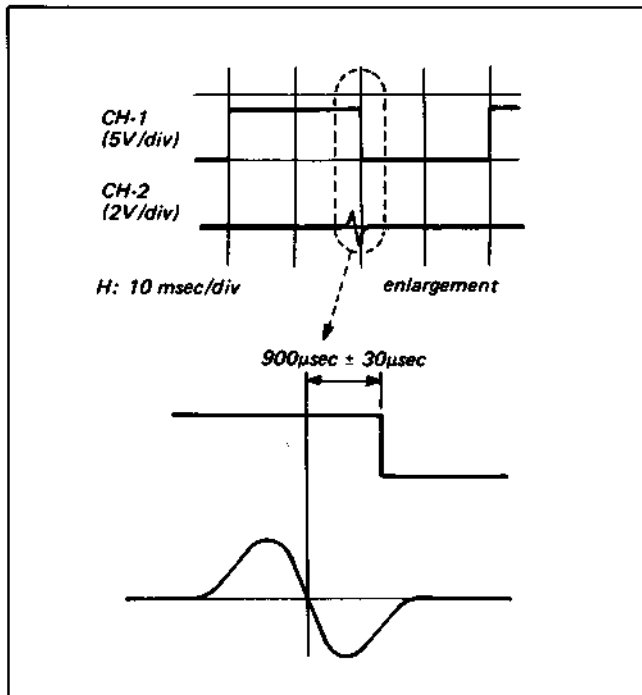 CH-1
(5V/div)
CH-2
(2V/div)
H: 10 msec/div
enlargement
900µsec ± 30µsec